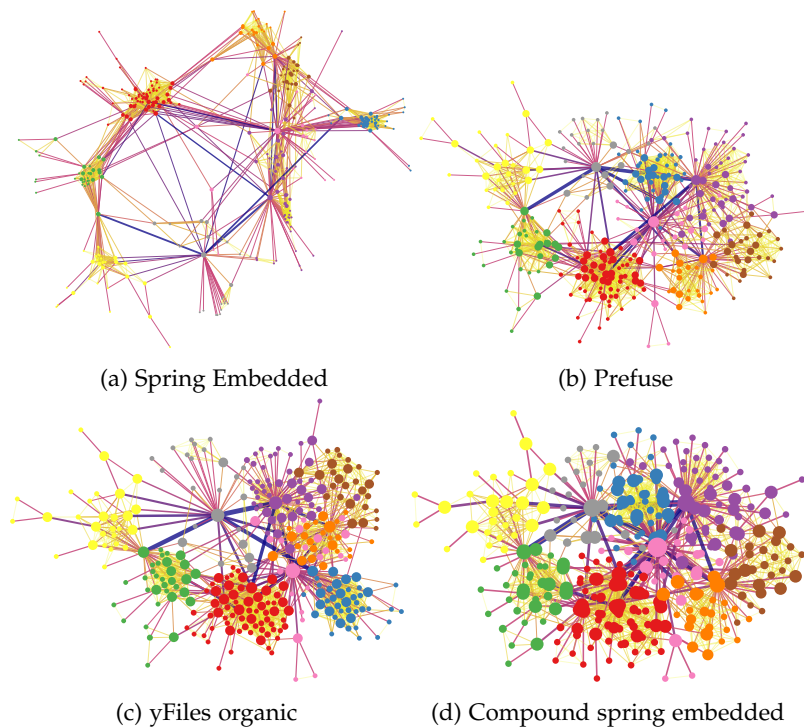 (a) Spring Embedded
(b) Prefuse
(c) yFiles organic
(d) Compound spring embedded